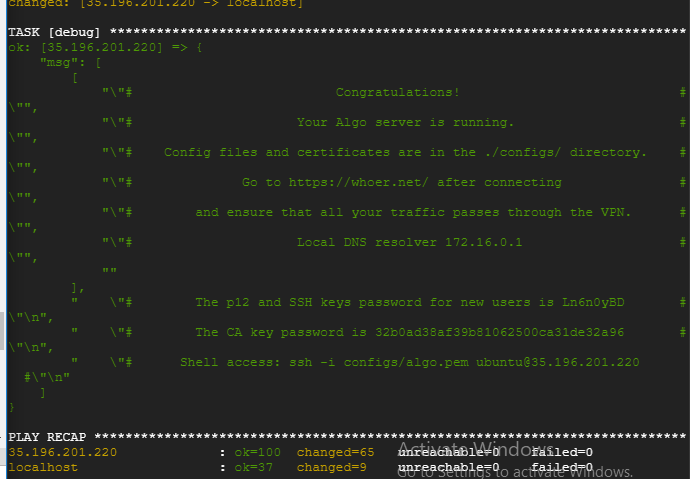 changed: [35.196.201.220 -> localhost]
TASK [debug] **************************************************************************
ok: [35.196.201.220] => {
"msg": [
[
"\"# Congratulations! #
\"",
"\"# Your Algo server is running. #
\"",
"\"# Config files and certificates are in the ./configs/ directory. #
\"",
"\"# Go to https://whoer.net/ after connecting #
\"",
"\"# and ensure that all your traffic passes through the VPN. #
\"",
"\"# Local DNS resolver 172.16.0.1 #
\"",
""
],
" \"# The p12 and SSH keys password for new users is Ln6n0yBD #
\"\n",
" \"# The CA key password is 32b0ad38af39b81062500ca31de32a96 #
\"\n",
" \"# Shell access: ssh -i configs/algo.pem ubuntu@35.196.201.220
#\"\n"
]
}
PLAY RECAP ****************************************************************************
35.196.201.220 : ok=100 changed=65 unreachable=0 failed=0
localhost : ok=37 changed=9 unreachable=0 failed=0
Activate Windows
Go to Settings to activate Windows.